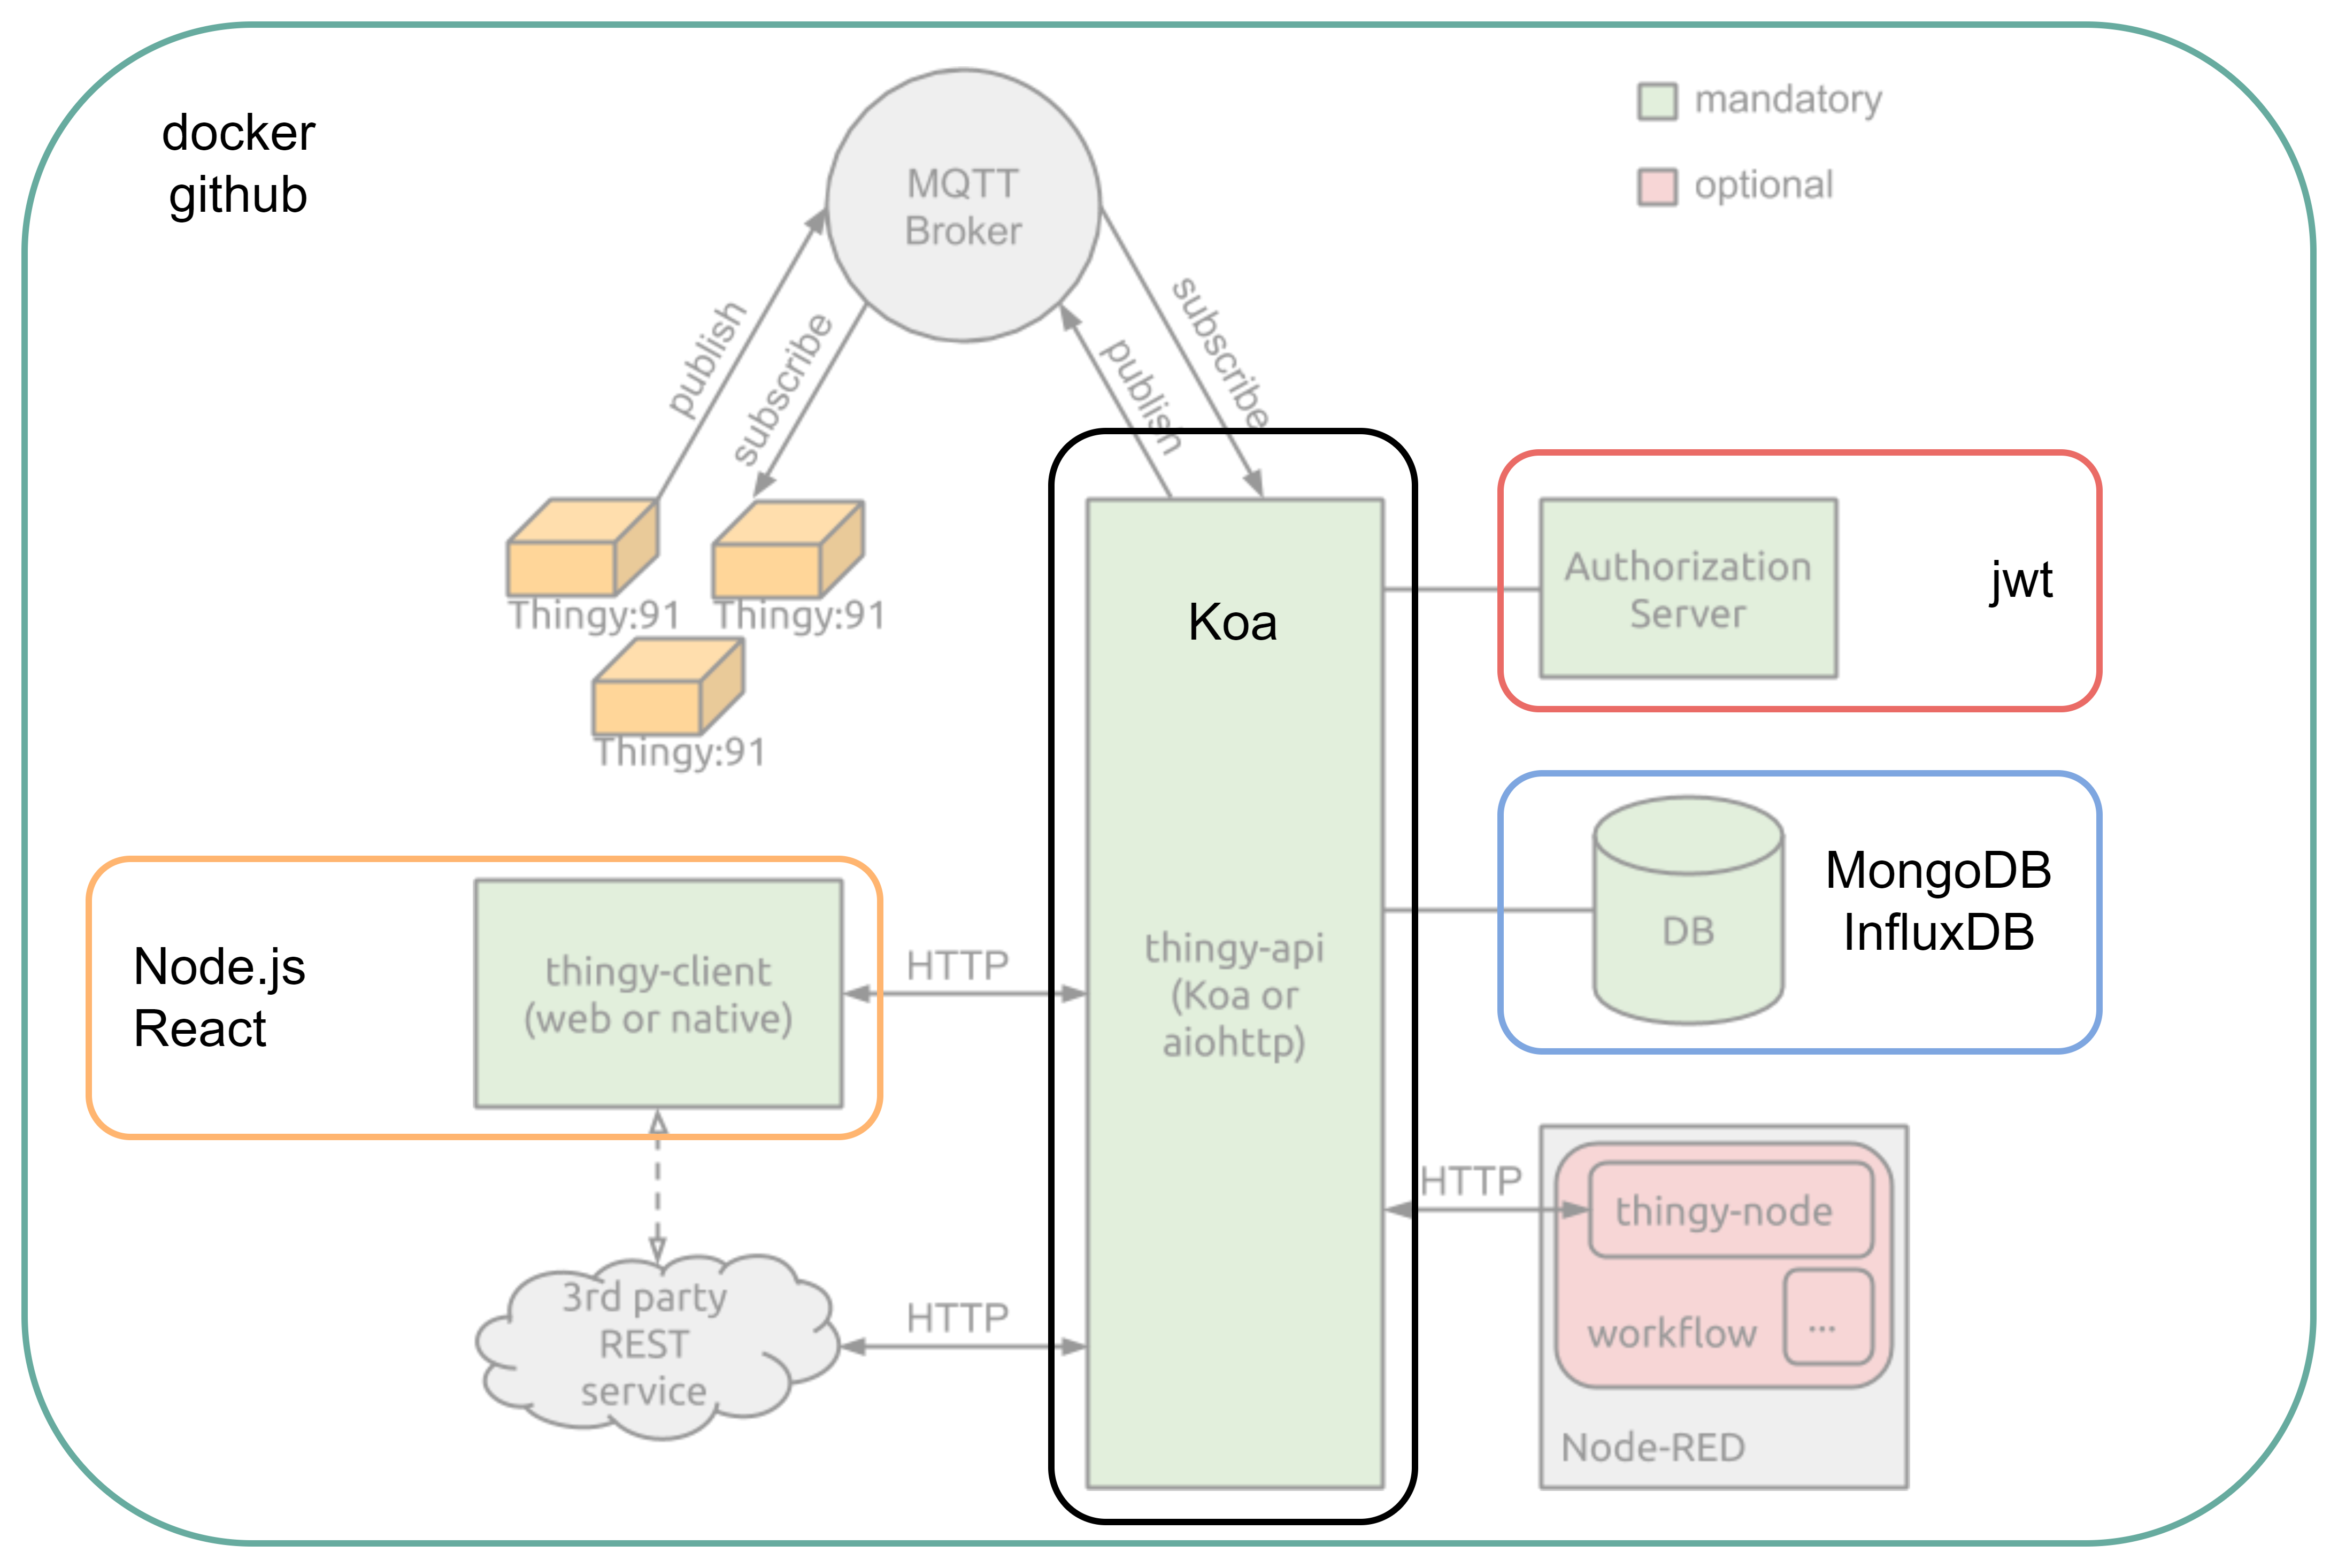 docker
github
MQTT
Broker
mandatory
optional
publish
subscribe
publish
subscribe
Thingy:91
Thingy:91
Thingy:91
Koa
Authorization
Server
jwt
MongoDB
InfluxDB
DB
Node.js
React
thingy-client
(web or native)
HTTP
thingy-api
(Koa or
aiohttp)
HTTP
thingy-node
workflow
...
Node-RED
3rd party
REST
service
HTTP